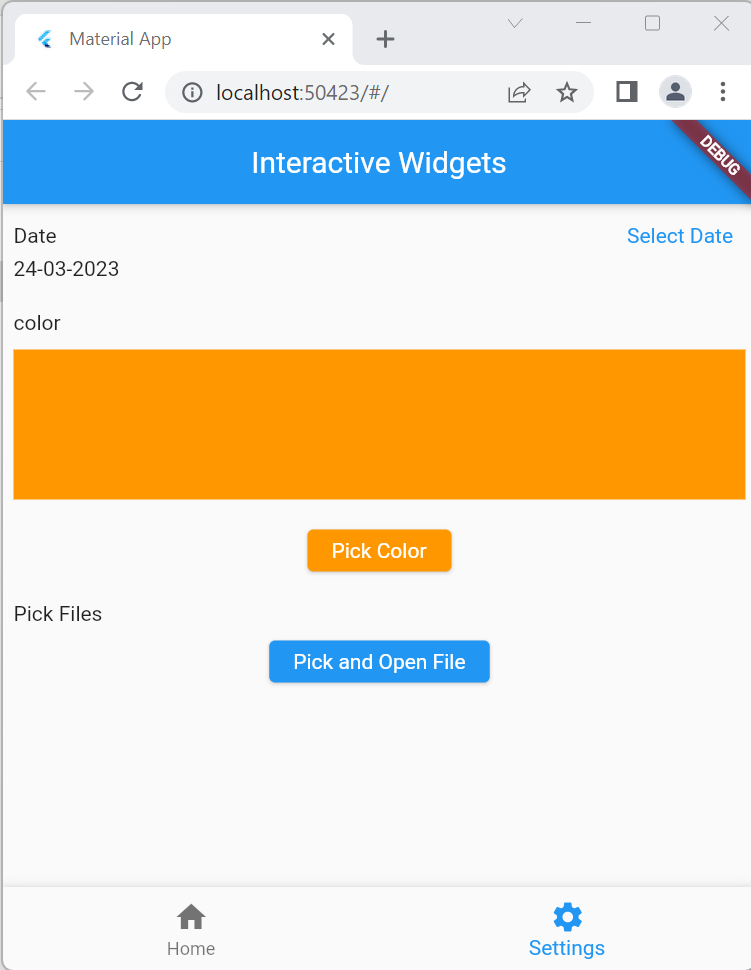 Material App
localhost:50423/#/
Interactive Widgets
DEBUG
Date
Select Date
24-03-2023
color
Pick Color
Pick Files
Pick and Open File
Home
Settings